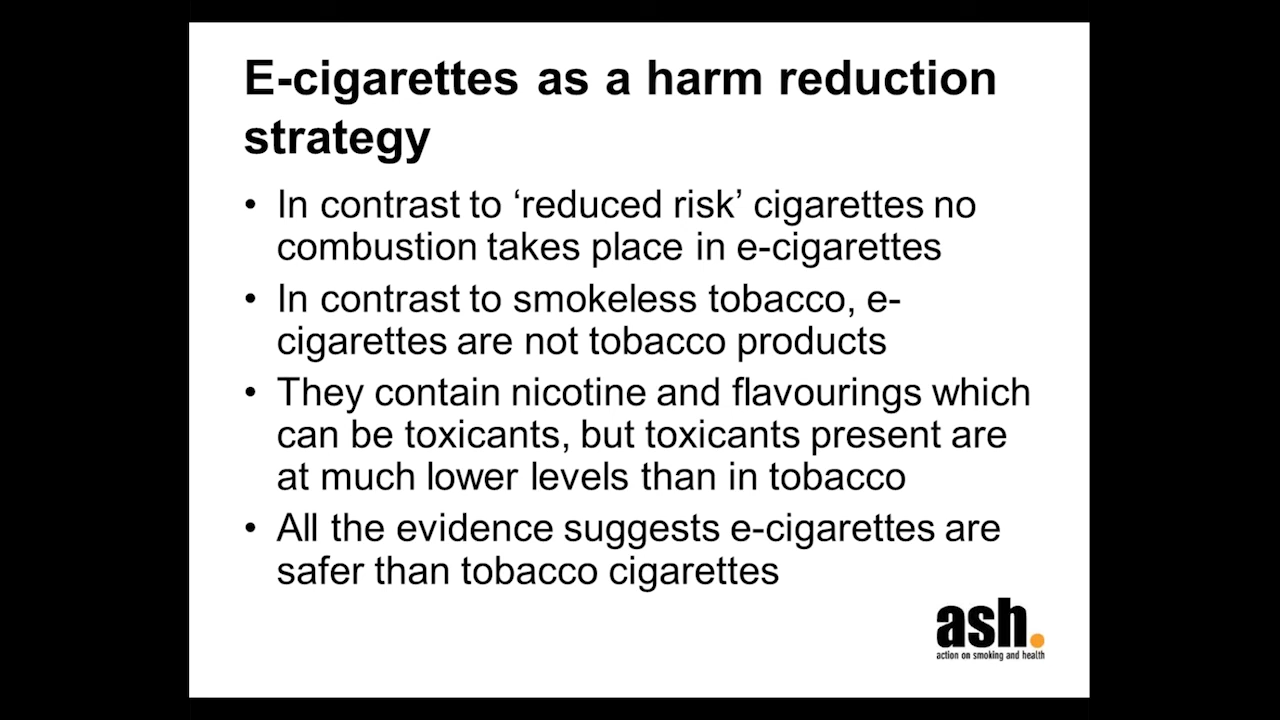 E-cigarettes as a harm reduction
strategy
• In contrast to ‘reduced risk’ cigarettes no
combustion takes place in e-cigarettes
• In contrast to smokeless tobacco, e-
cigarettes are not tobacco products
• They contain nicotine and flavourings which
can be toxicants, but toxicants present are
at much lower levels than in tobacco
• All the evidence suggests e-cigarettes are
safer than tobacco cigarettes
ash.
action on smoking and health